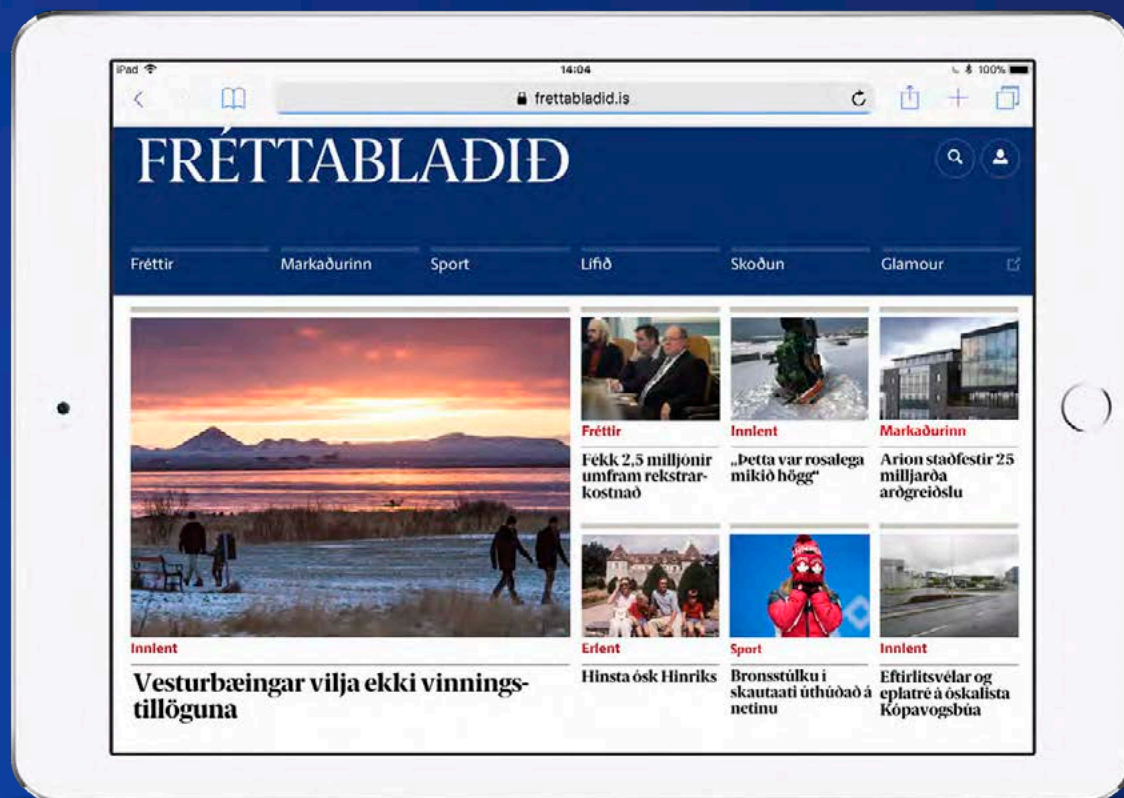 iPad
14:04
100%
frettabladid.is
FRÉTTABLAÐIÐ
Fréttir
Markaðurinn
Sport
Lífið
Skoðun
Glamour
Innlent
Vesturbæingar vilja ekki vinnings-
tillöguna
Fréttir
Fékk 2,5 milljónir
umfram rekstrar-
kostnað
Innlent
„Þetta var rosalega
mikið högg“
Markaðurinn
Arion staðfestir 25
milljarða
arðgreiðslu
Erlent
Hinsta ósk Hinriks
Sport
Bronsstúlku í
skautaati úthúðað á
netinu
Innlent
Eftirlitsvélar og
eplatré á óskalista
Kópavogsbúa